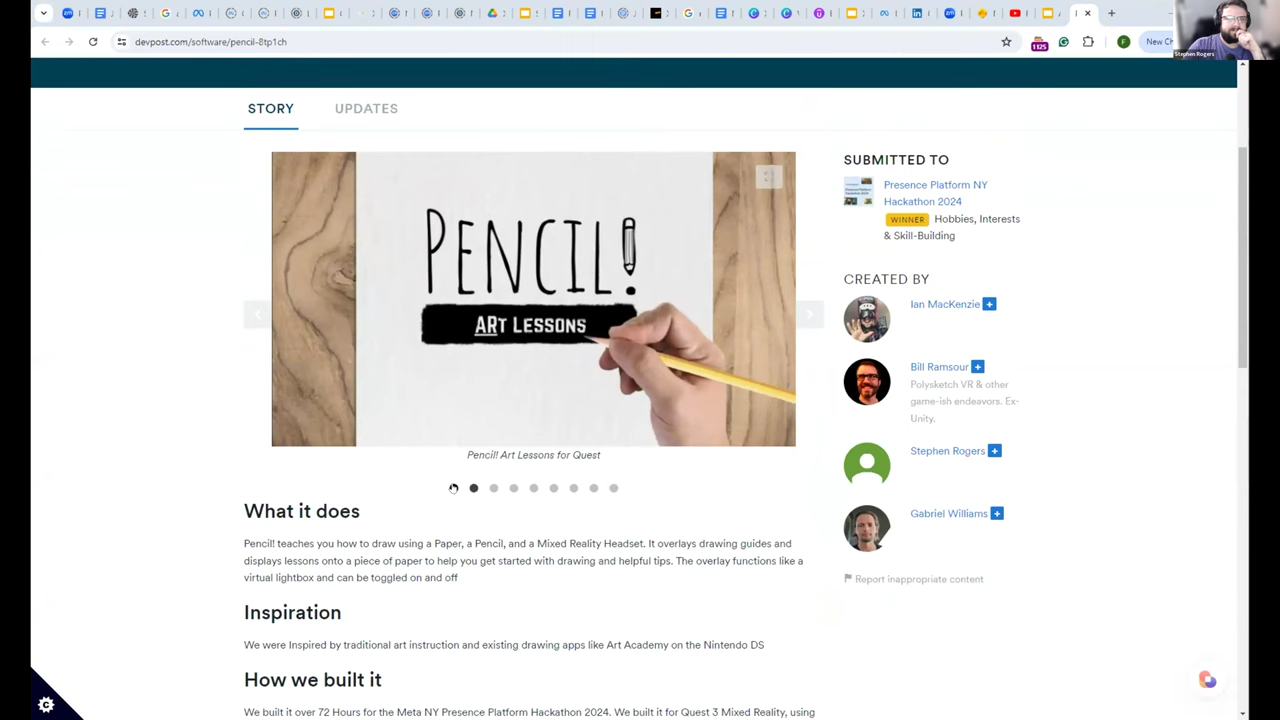 devpost.com/software/pencil-8tp1ch
1125
F
New Ch
Stephen Rogers
STORY
UPDATES
PENCIL!
ART LESSONS
Pencil! Art Lessons for Quest
SUBMITTED TO
Presence Platform NY
Hackathon 2024
WINNER Hobbies, Interests
& Skill-Building
CREATED BY
Ian MacKenzie
Bill Ramsour
Polysketch VR & other
game-ish endeavors. Ex-
Unity.
Stephen Rogers
Gabriel Williams
Report inappropriate content
What it does
Pencil! teaches you how to draw using a Paper, a Pencil, and a Mixed Reality Headset. It overlays drawing guides and
displays lessons onto a piece of paper to help you get started with drawing and helpful tips. The overlay functions like a
virtual lightbox and can be toggled on and off
Inspiration
We were Inspired by traditional art instruction and existing drawing apps like Art Academy on the Nintendo DS
How we built it
We built it over 72 Hours for the Meta NY Presence Platform Hackathon 2024. We built it for Quest 3 Mixed Reality, using